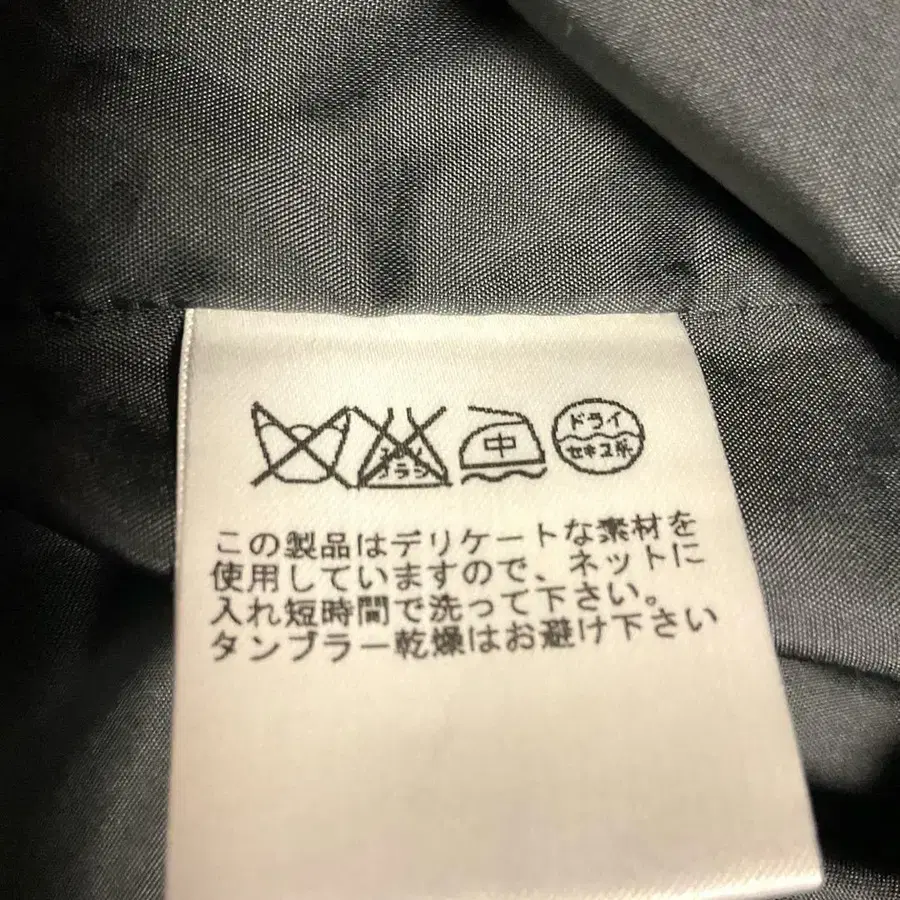 中
ドライ
セキユ系
この製品はデリケートな素材を
使用していますので、ネットに
入れ短時間で洗って下さい。
タンブラー乾燥はお避け下さい